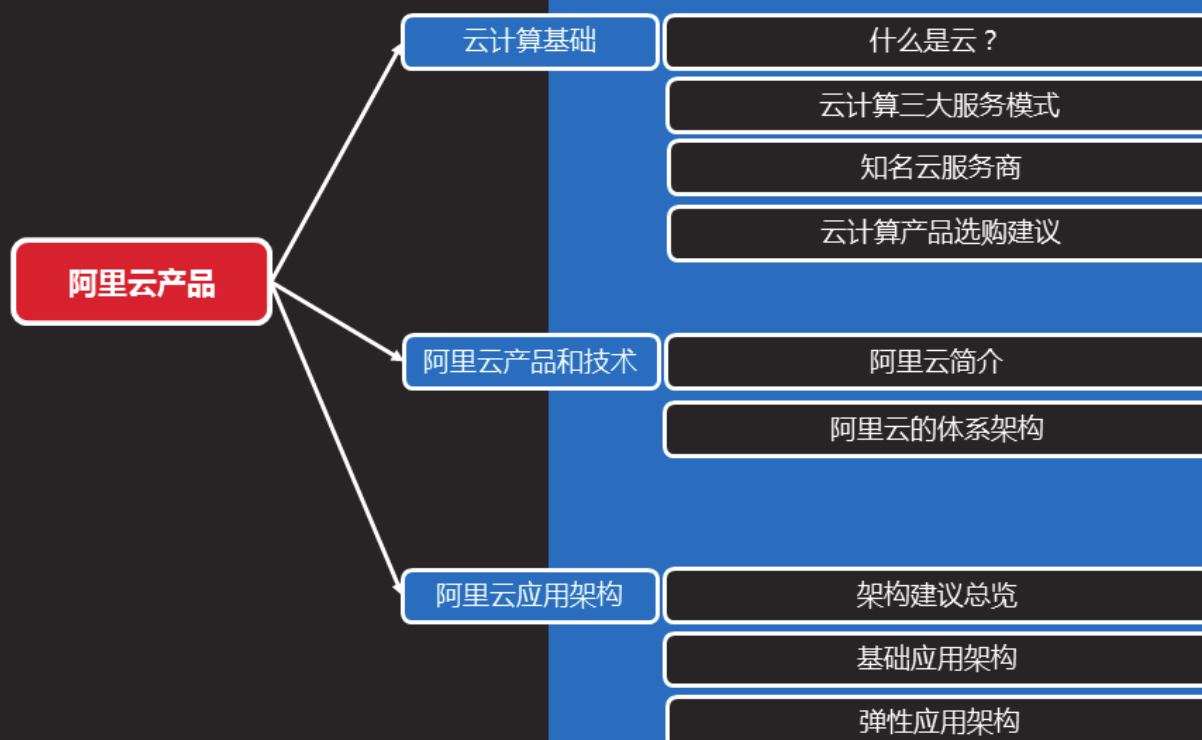 阿里云产品
云计算基础
什么是云？
云计算三大服务模式
知名云服务商
云计算产品选购建议
阿里云产品和技术
阿里云简介
阿里云的体系架构
阿里云应用架构
架构建议总览
基础应用架构
弹性应用架构